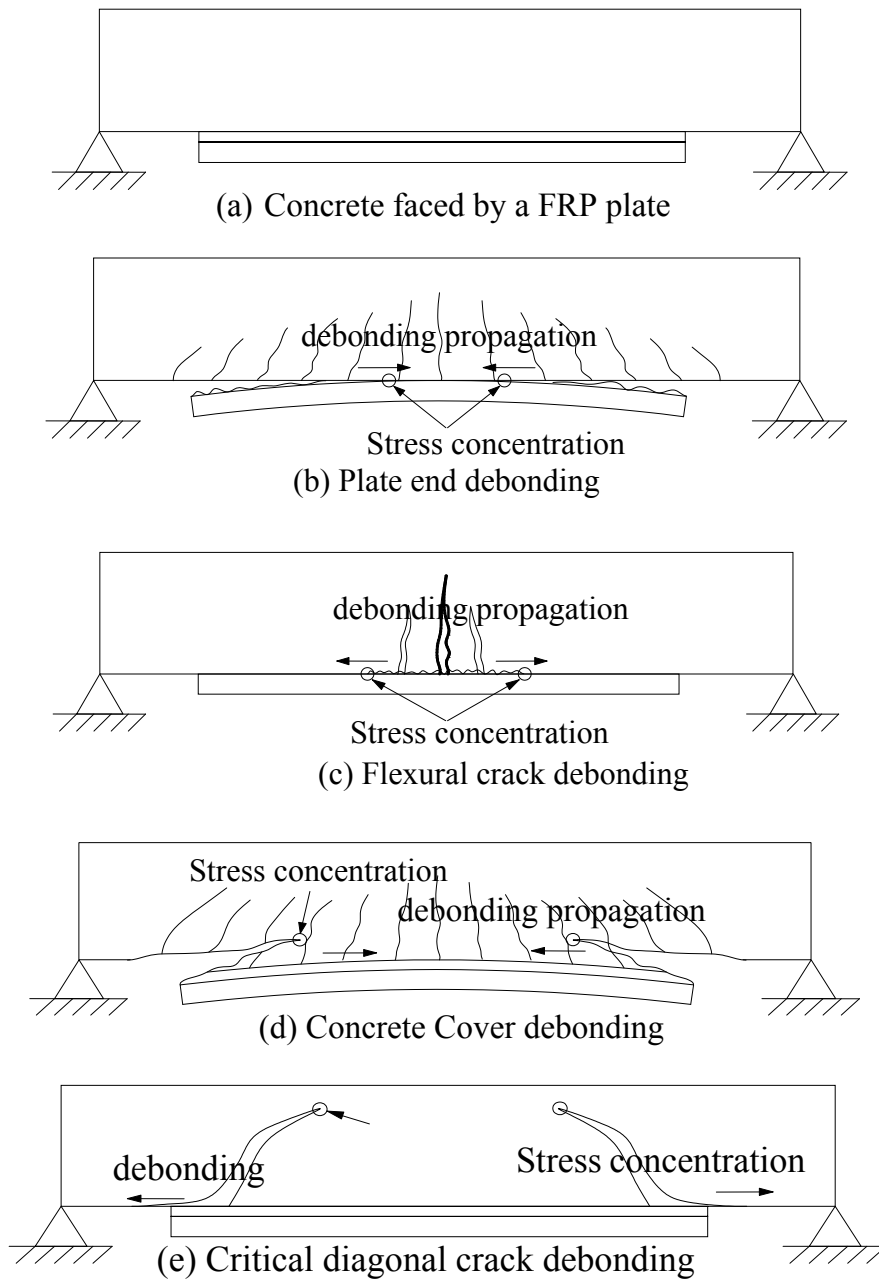 (a) Concrete faced by a FRP plate
debonding propagation
Stress concentration
(b) Plate end debonding
debonding propagation
Stress concentration
(c) Flexural crack debonding
Stress concentration
debonding propagation
(d) Concrete Cover debonding
debonding
Stress concentration
(e) Critical diagonal crack debonding